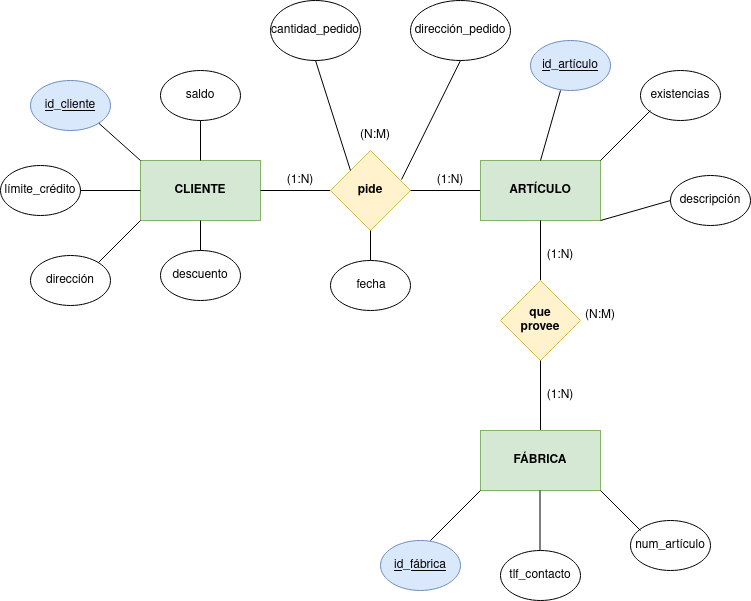 cantidad_pedido
dirección_pedido
id_artículo
id_cliente
saldo
existencias
(N:M)
límite_crédito
CLIENTE
(1:N)
pide
(1:N)
ARTÍCULO
descripción
dirección
descuento
fecha
(1:N)
que
provee
(N:M)
(1:N)
FÁBRICA
id_fábrica
tlf_contacto
num_artículo